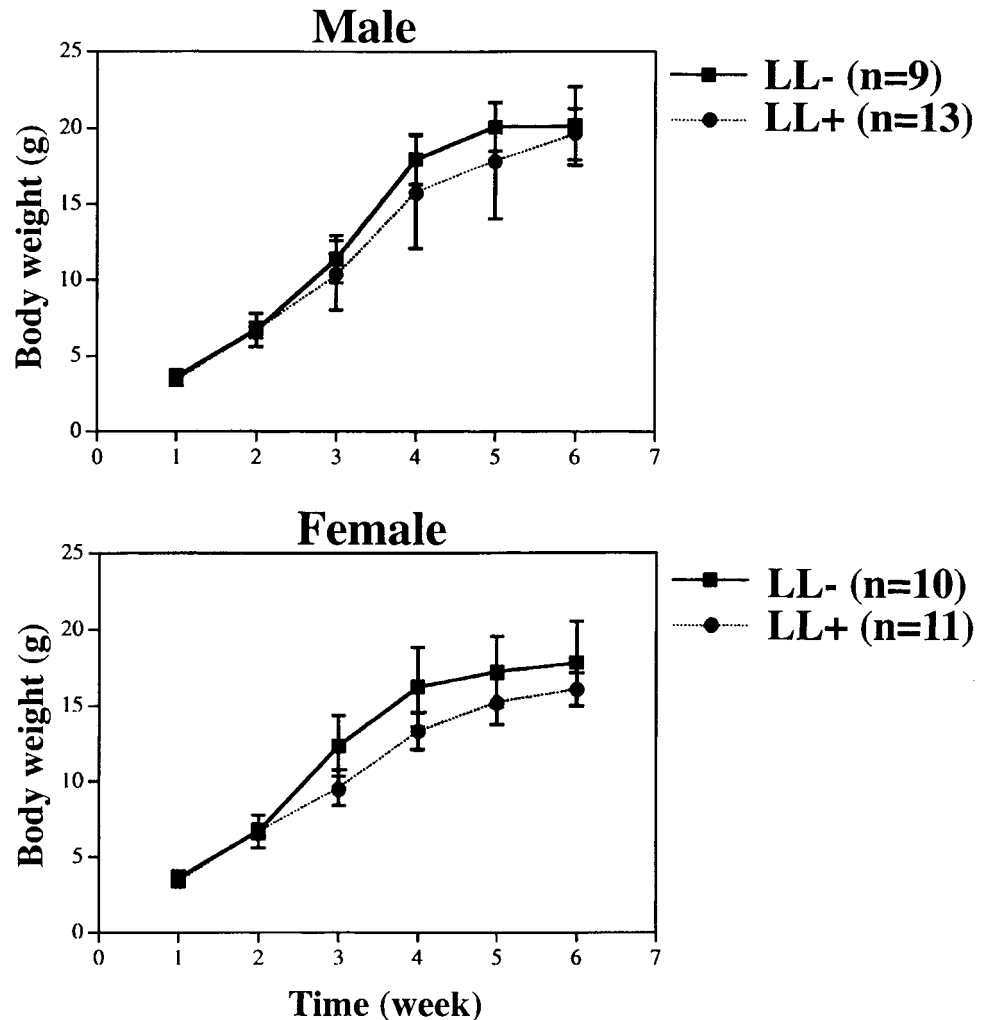 Male
LL- (n=9)
LL+ (n=13)
Body weight (g)
25
20
15
10
5
0
0 1 2 3 4 5 6 7
Female
LL- (n=10)
LL+ (n=11)
Body weight (g)
25
20
15
10
5
0
0 1 2 3 4 5 6 7
Time (week)